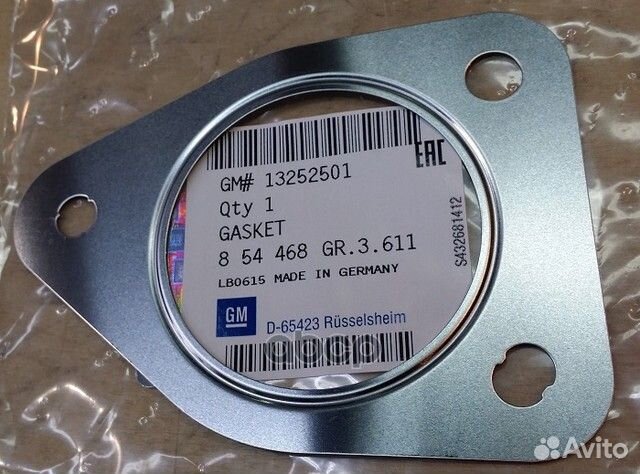 GM# 13252501
Qty 1
GASKET
8 54 468 GR.3.611
LB0615 MADE IN GERMANY
GM D-65423 Rüsselsheim
EAC
S432681412
Avito